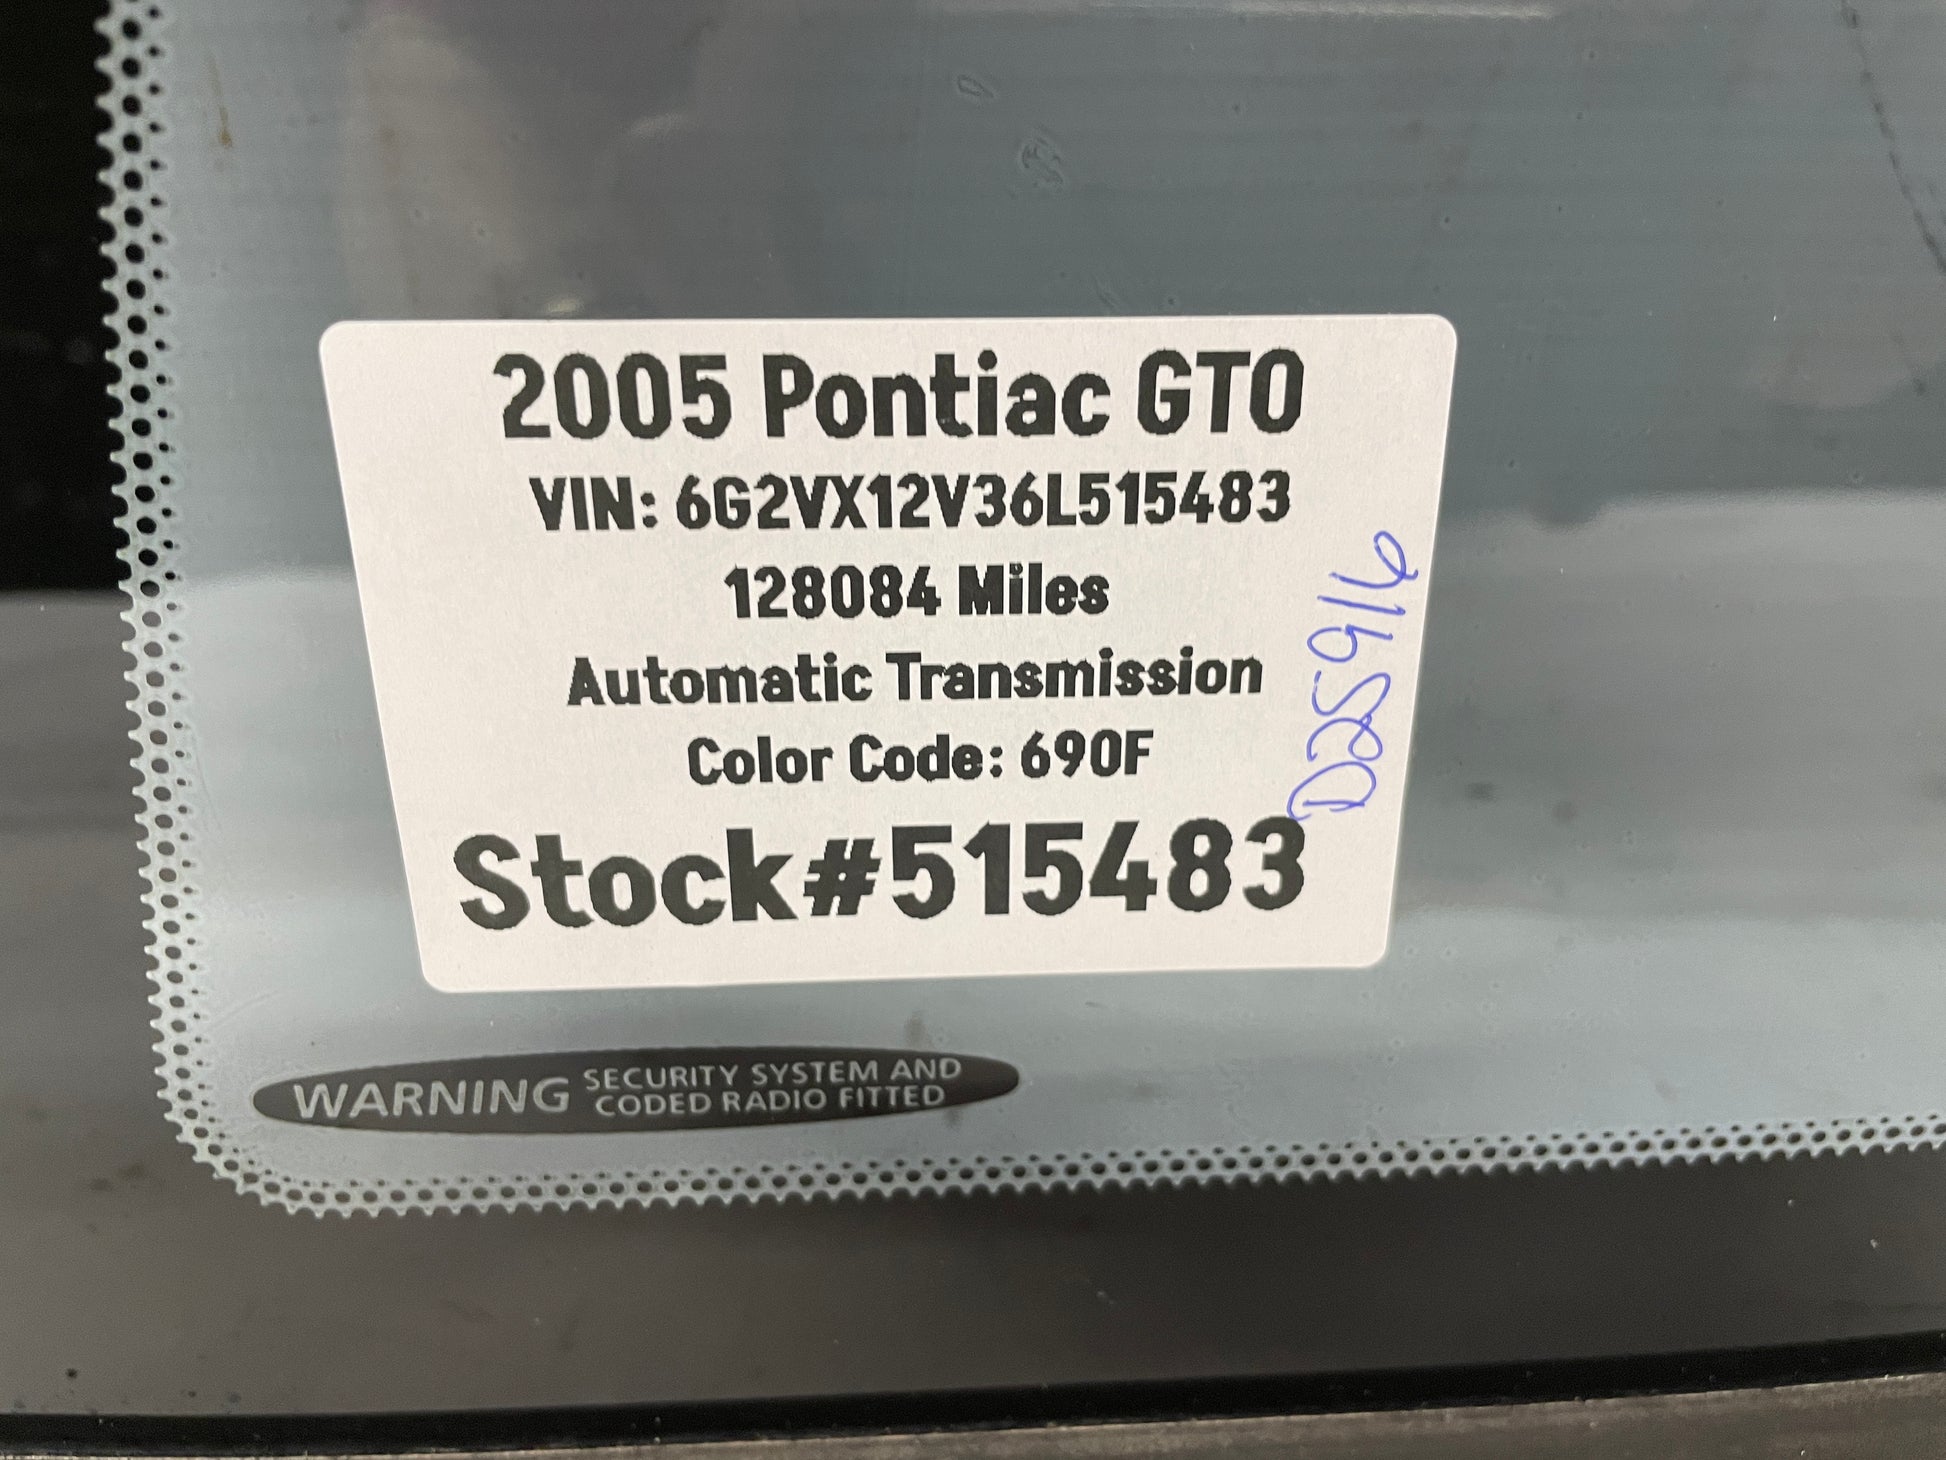 2005 Pontiac GTO
VIN: 6G2VX12V36L515483
128084 Miles
Automatic Transmission
Color Code: 690F
Stock#515483
D25916
WARNING SECURITY SYSTEM AND
CODED RADIO FITTED